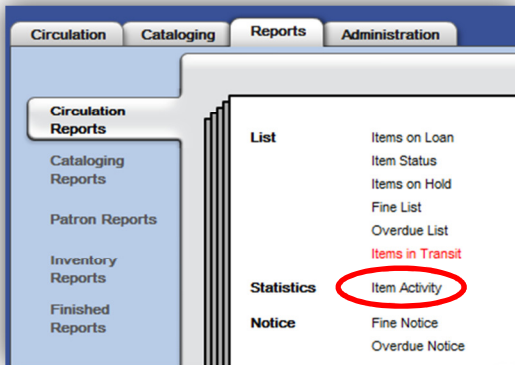 Circulation Cataloging Reports Administration
Circulation
Reports
Cataloging
Reports
Patron Reports
Inventory
Reports
Finished
Reports
List Items on Loan
Item Status
Items on Hold
Fine List
Overdue List
Items in Transit
Statistics Item Activity
Notice Fine Notice
Overdue Notice